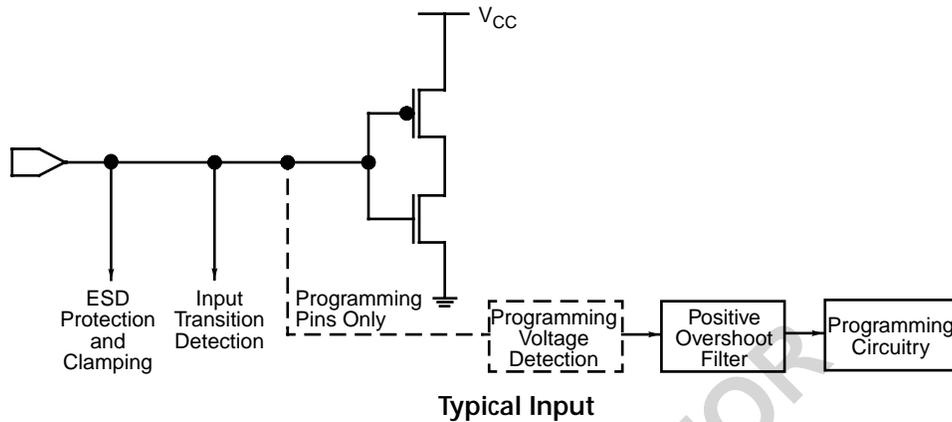 VCC
ESD
Protection
and
Clamping
Input
Transition
Detection
Programming
Pins Only
Programming
Voltage
Detection
Positive
Overshoot
Filter
Programming
Circuitry
Typical Input
TOR